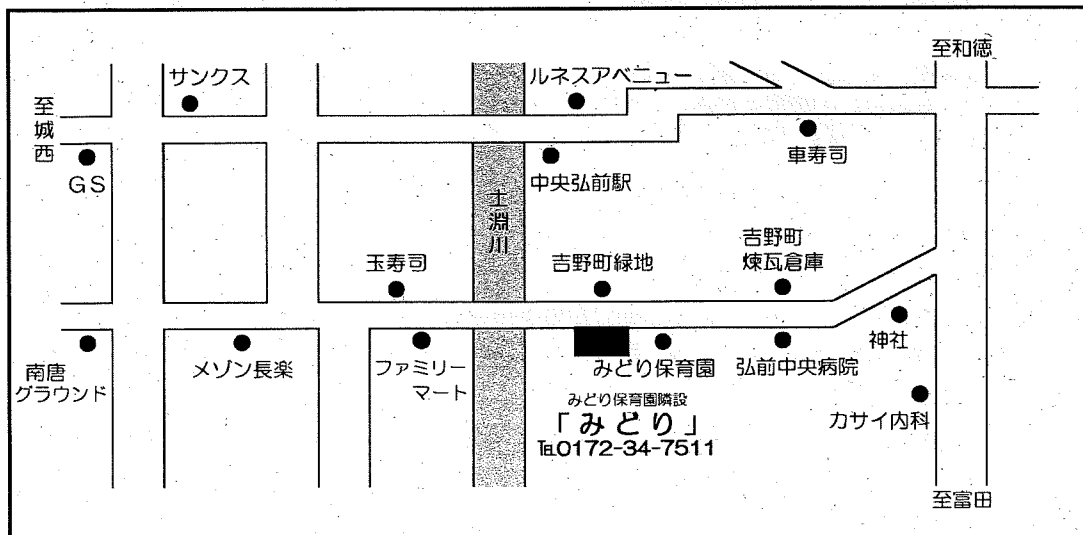 至和徳
サンクス
ルネスアベニュー
至城西
GS
中央弘前駅
車寿司
土淵川
玉寿司
吉野町緑地
吉野町
煉瓦倉庫
南唐
グラウンド
メゾン長楽
ファミリー
マート
みどり保育園
弘前中央病院
神社
みどり保育園隣設
「みどり」
℡0172-34-7511
カサイ内科
至富田